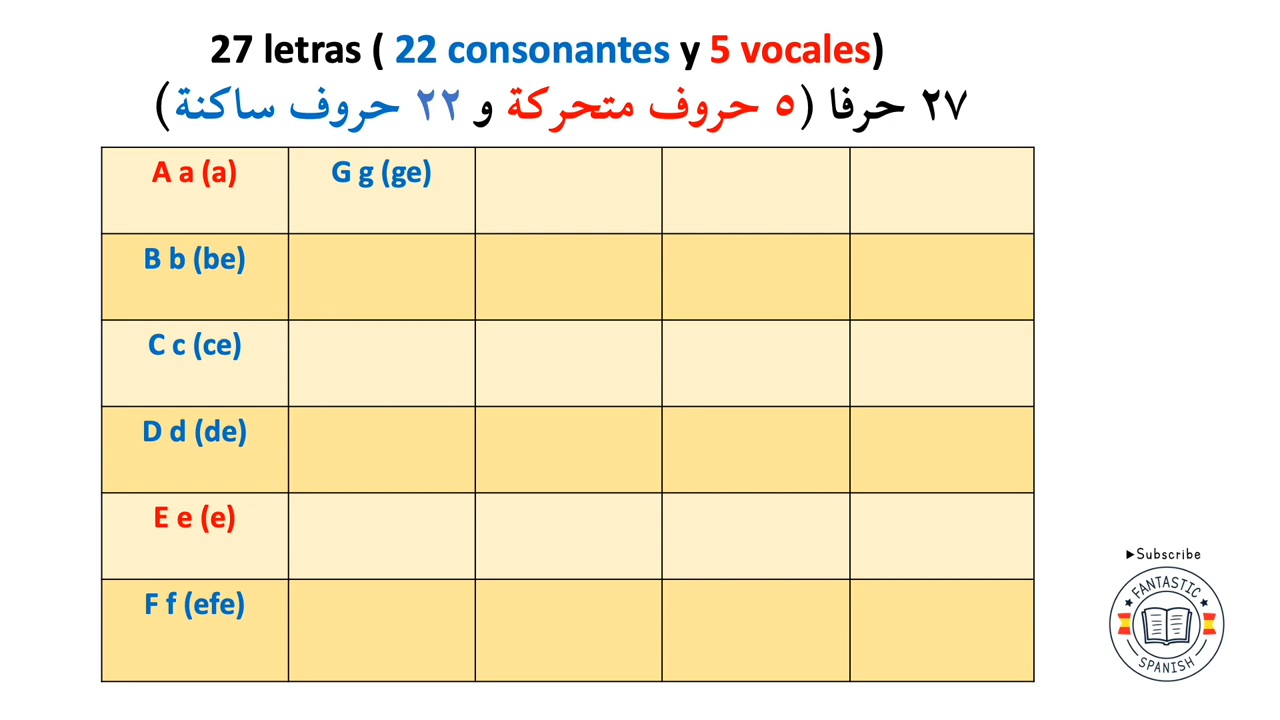 27 letras ( 22 consonantes y 5 vocales)
٢٧ حرفا (٥ حروف متحركة و ٢٢ حروف ساكنة)
A a (a)
G g (ge)
B b (be)
C c (ce)
D d (de)
E e (e)
F f (efe)
▶Subscribe
FANTASTIC
SPANISH